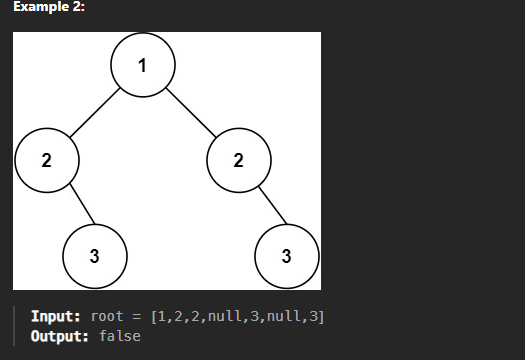 Example 2:
1
2 2
3 3
Input: root = [1,2,2,null,3,null,3]
Output: false